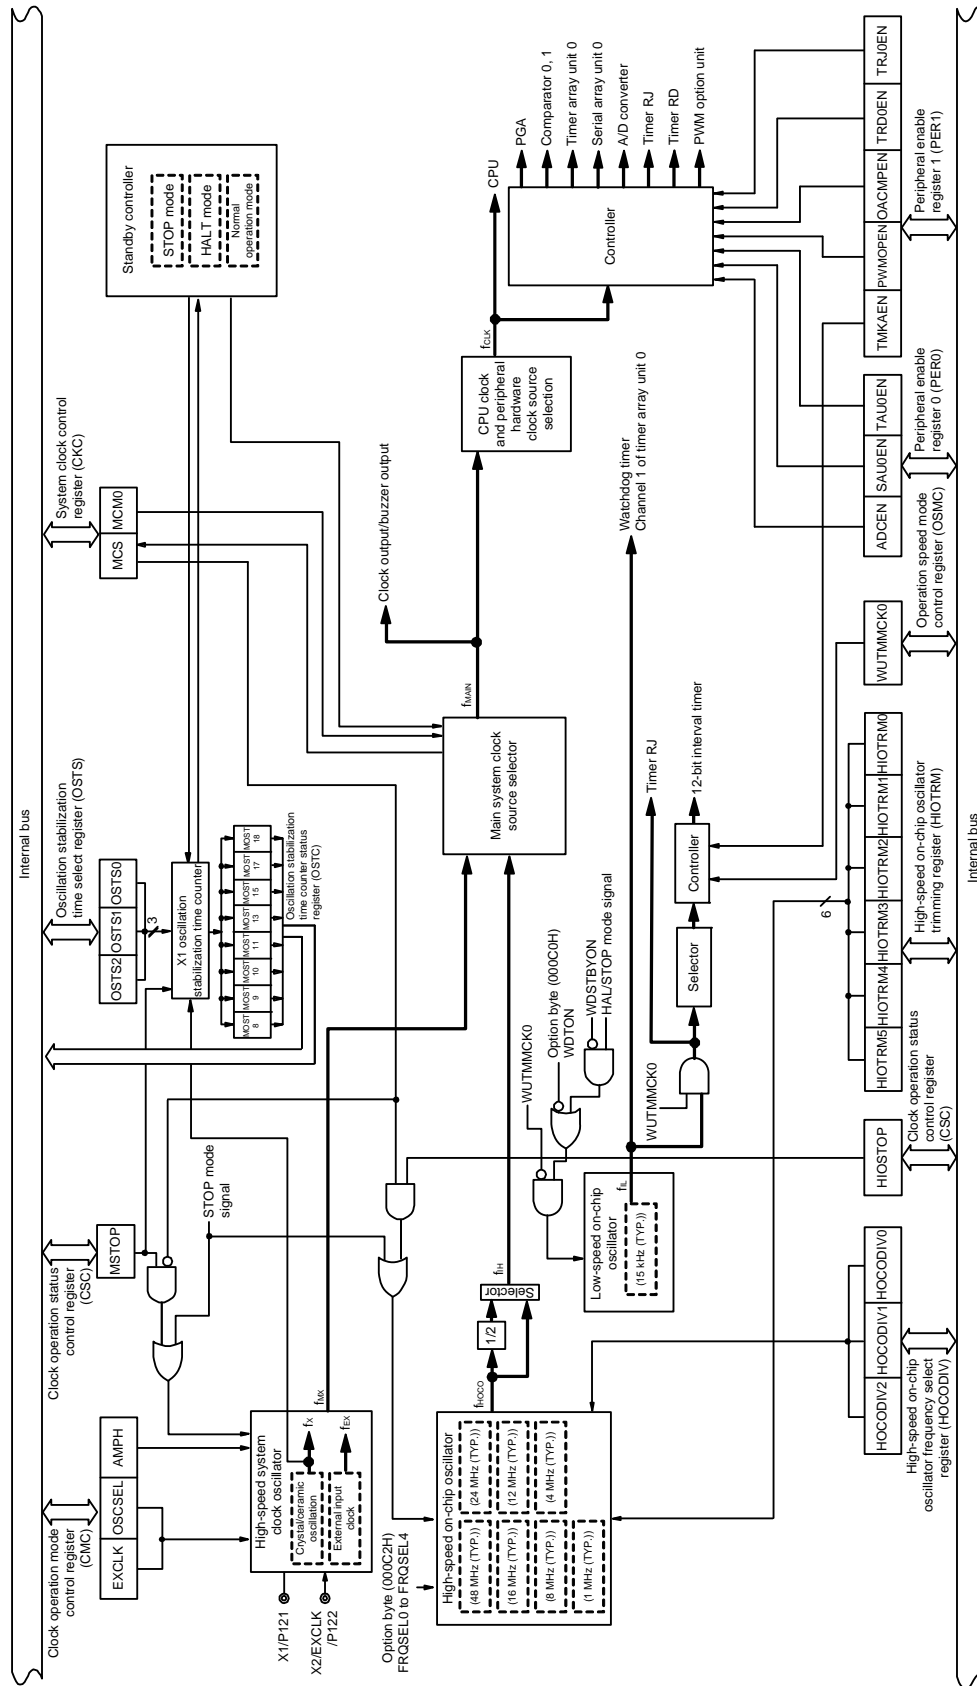 Internal bus
Clock operation mode
control register
(CMC)
EXCLK
OSCSEL
AMPH
Clock operation status
control register
(CSC)
MSTOP
STOP mode
signal
Oscillation stabilization
time select register (OSTS)
OSTS2
OSTS1
OSTS0
3
X1 oscillation
stabilization time counter
MOST
8
MOST
9
MOST
10
MOST
11
MOST
13
MOST
15
MOST
17
MOST
18
Oscillation stabilization
time counter status
register (OSTC)
System clock control
register (CKC)
MCS
MCM0
Standby controller
STOP mode
HALT mode
Normal
operation mode
High-speed system
clock oscillator
Crystal/ceramic
oscillation
fX
External input
clock
fEX
fMX
X1/P121
X2/EXCLK
/P122
Option byte (000C2H)
FRQSEL0 to FRQSEL4
High-speed on-chip oscillator
(48 MHz (TYP.))
(24 MHz (TYP.))
(16 MHz (TYP.))
(12 MHz (TYP.))
(8 MHz (TYP.))
(4 MHz (TYP.))
(1 MHz (TYP.))
fHOCO
1/2
Selector
fIH
Main system clock
source selector
fMAIN
Clock output/buzzer output
CPU clock
and peripheral
hardware
clock source
selection
fCLK
CPU
Controller
PGA
Comparator 0, 1
Timer array unit 0
Serial array unit 0
A/D converter
Timer RJ
Timer RD
PWM option unit
WUTMMCK0
Option byte (000C0H)
WDTON
WDSTBYON
HAL/STOP mode signal
Low-speed on-chip
oscillator
(15 kHz (TYP.))
fIL
Watchdog timer
Channel 1 of timer array unit 0
WUTMMCK0
Timer RJ
Selector
Controller
12-bit interval timer
6
HOCODIV2
HOCODIV1
HOCODIV0
High-speed on-chip
oscillator frequency select
register (HOCODIV)
HIOSTOP
Clock operation status
control register
(CSC)
HIOTRM5
HIOTRM4
HIOTRM3
HIOTRM2
HIOTRM1
HIOTRM0
High-speed on-chip oscillator
trimming register (HIOTRM)
WUTMMCK0
Operation speed mode
control register (OSMC)
ADCEN
SAU0EN
TAU0EN
Peripheral enable
register 0 (PER0)
TMKAEN
PWMOPEN
OACMPEN
TRD0EN
TRJ0EN
Peripheral enable
register 1 (PER1)
Internal bus